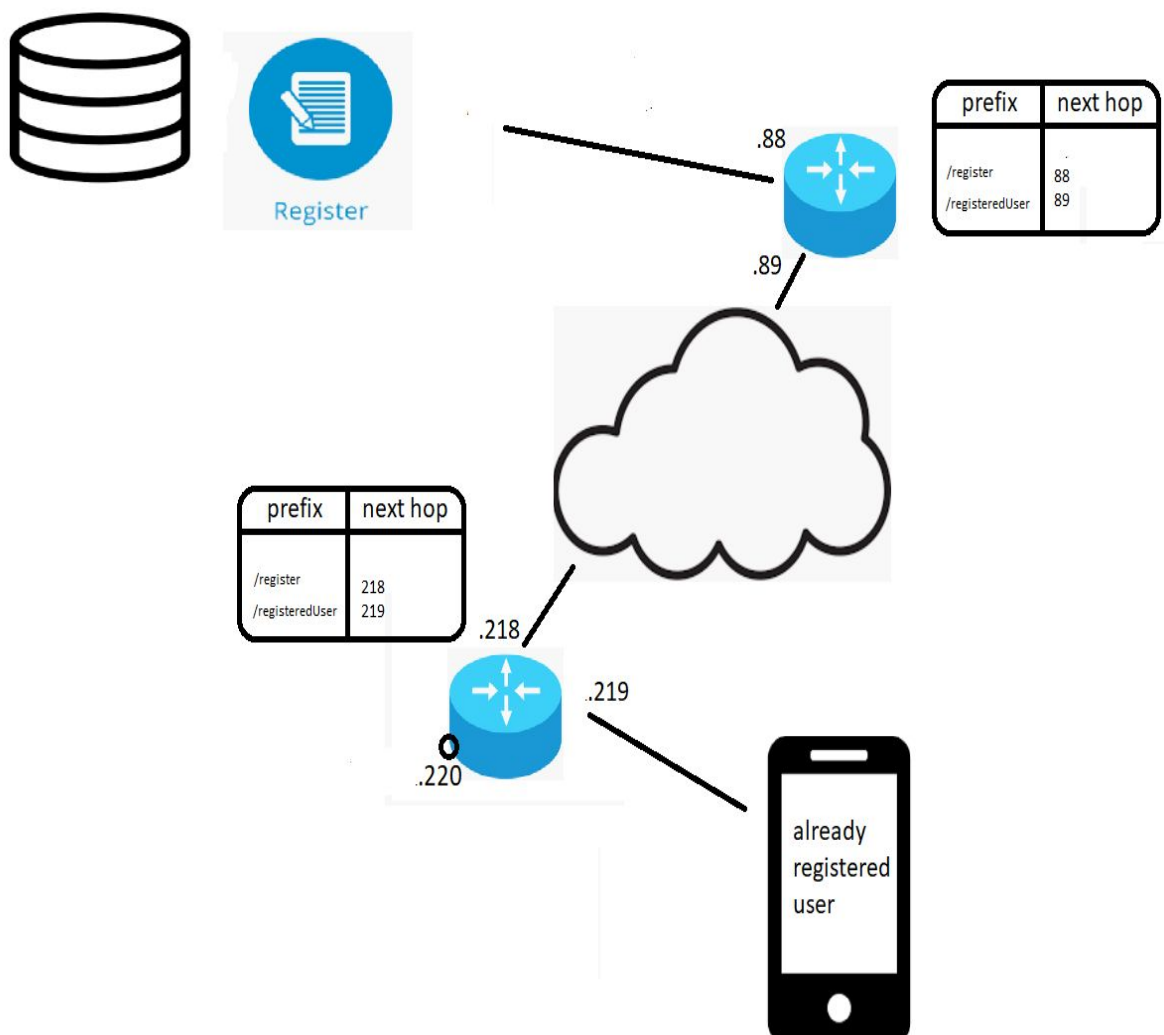 Register
.88
prefix next hop
/register 88
/registeredUser 89
.89
prefix next hop
/register 218
/registeredUser 219
.218
.219
.220
already
registered
user